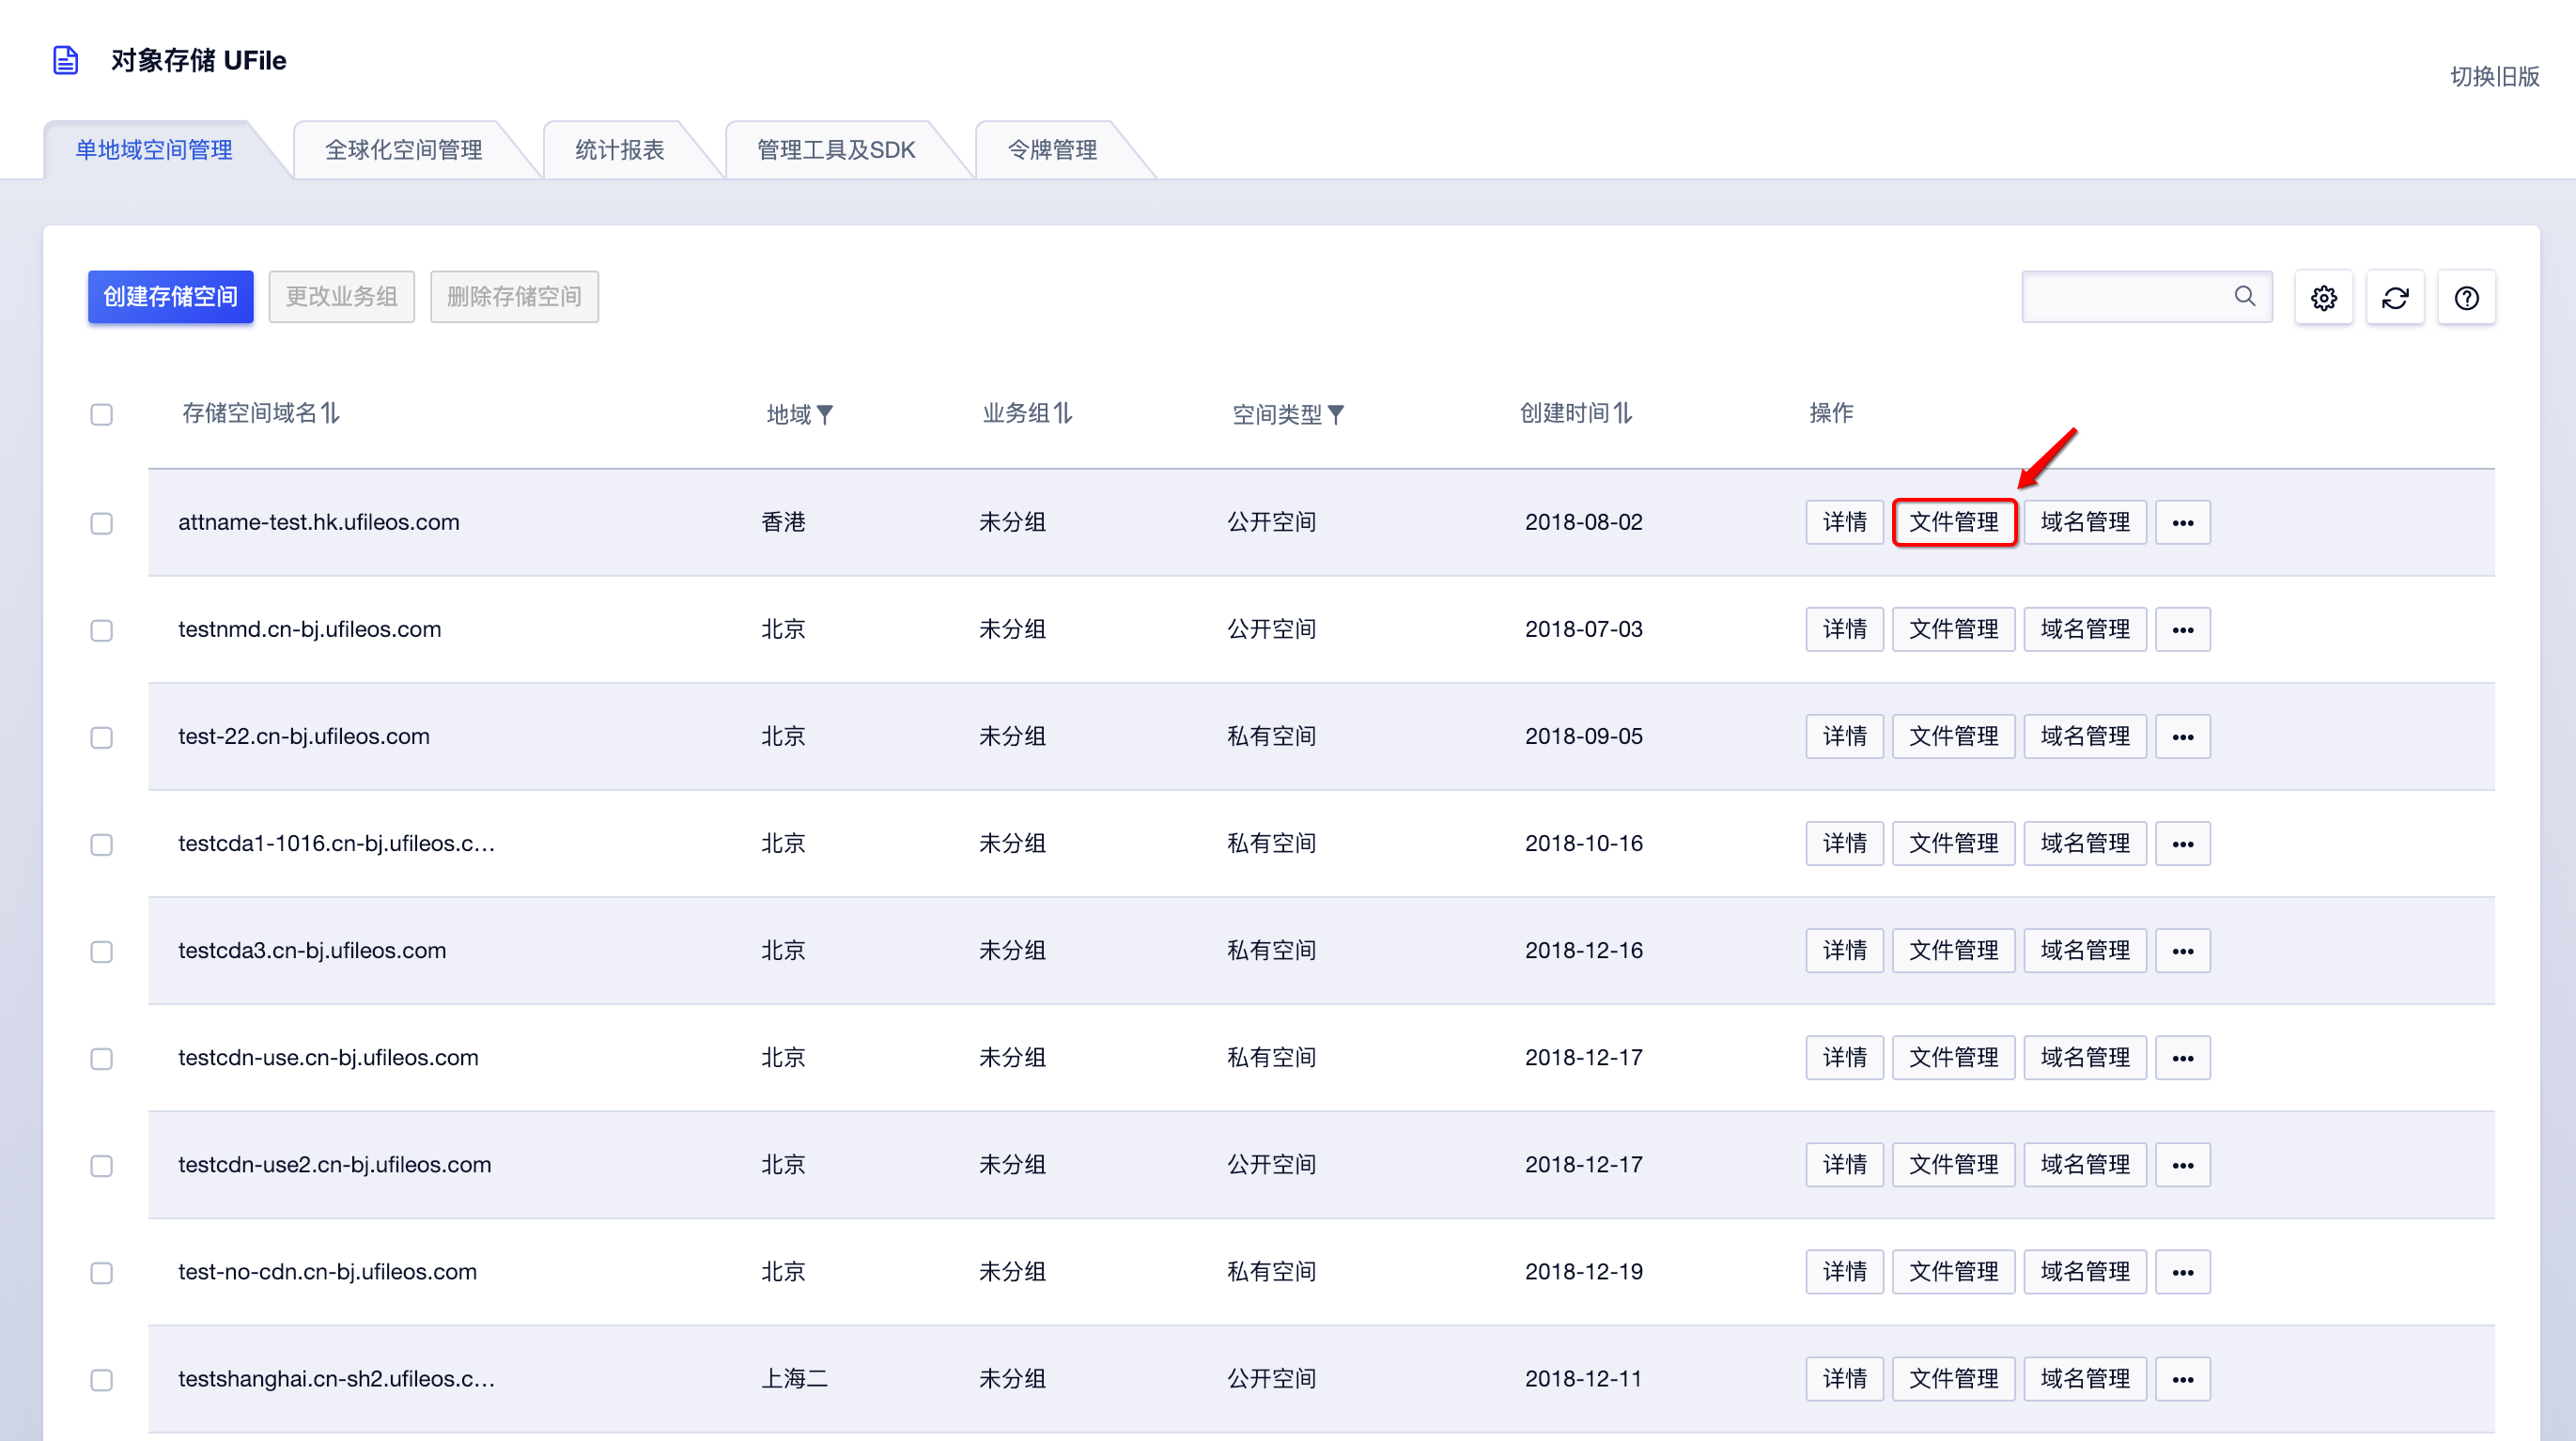 对象存储 UFile
切换旧版
单地域空间管理 全球化空间管理 统计报表 管理工具及SDK 令牌管理
创建存储空间 更改业务组 删除存储空间
存储空间域名 地域 业务组 空间类型 创建时间 操作
attname-test.hk.ufileos.com 香港 未分组 公开空间 2018-08-02 详情 文件管理 域名管理 •••
testnmd.cn-bj.ufileos.com 北京 未分组 公开空间 2018-07-03 详情 文件管理 域名管理 •••
test-22.cn-bj.ufileos.com 北京 未分组 私有空间 2018-09-05 详情 文件管理 域名管理 •••
testcda1-1016.cn-bj.ufileos.c... 北京 未分组 私有空间 2018-10-16 详情 文件管理 域名管理 •••
testcda3.cn-bj.ufileos.com 北京 未分组 私有空间 2018-12-16 详情 文件管理 域名管理 •••
testcdn-use.cn-bj.ufileos.com 北京 未分组 私有空间 2018-12-17 详情 文件管理 域名管理 •••
testcdn-use2.cn-bj.ufileos.com 北京 未分组 公开空间 2018-12-17 详情 文件管理 域名管理 •••
test-no-cdn.cn-bj.ufileos.com 北京 未分组 私有空间 2018-12-19 详情 文件管理 域名管理 •••
testshanghai.cn-sh2.ufileos.c... 上海二 未分组 公开空间 2018-12-11 详情 文件管理 域名管理 •••